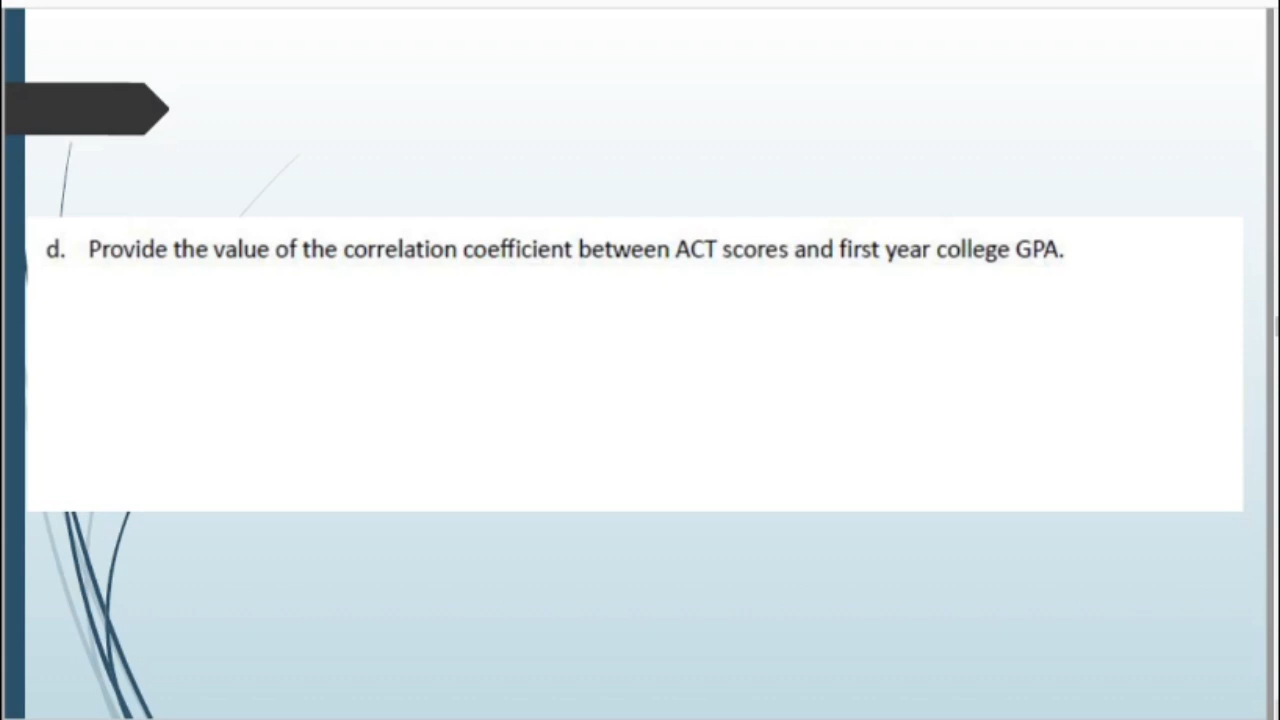 d. Provide the value of the correlation coefficient between ACT scores and first year college GPA.